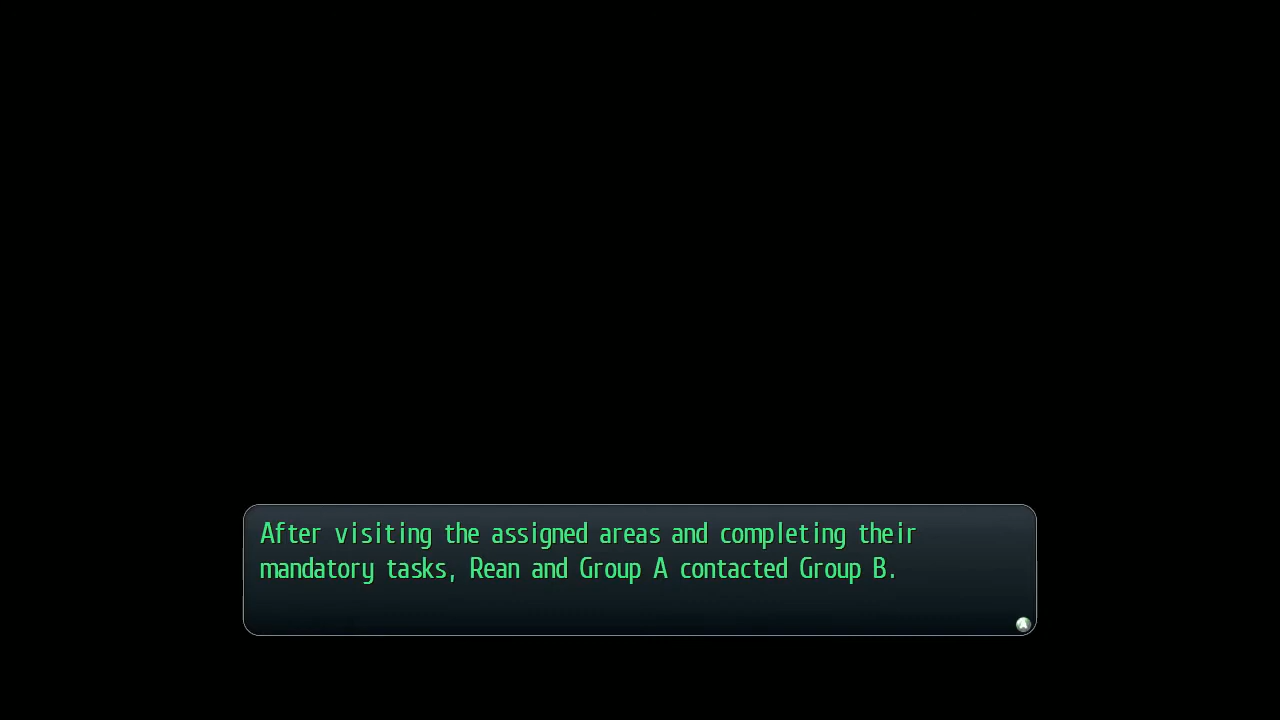 After visiting the assigned areas and completing their
mandatory tasks, Rean and Group A contacted Group B.
A